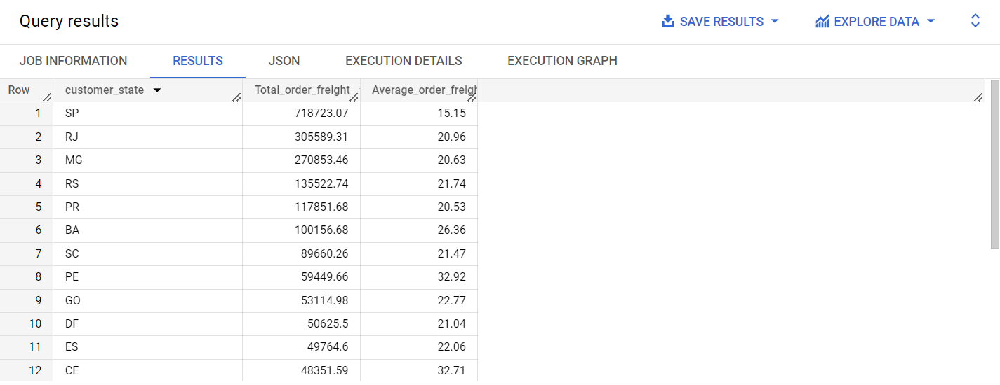 Query results SAVE RESULTS EXPLORE DATA
JOB INFORMATION RESULTS JSON EXECUTION DETAILS EXECUTION GRAPH
Row customer_state Total_order_freight Average_order_freigh
1 SP 718723.07 15.15
2 RJ 305589.31 20.96
3 MG 270853.46 20.63
4 RS 135522.74 21.74
5 PR 117851.68 20.53
6 BA 100156.68 26.36
7 SC 89660.26 21.47
8 PE 59449.66 32.92
9 GO 53114.98 22.77
10 DF 50625.5 21.04
11 ES 49764.6 22.06
12 CE 48351.59 32.71